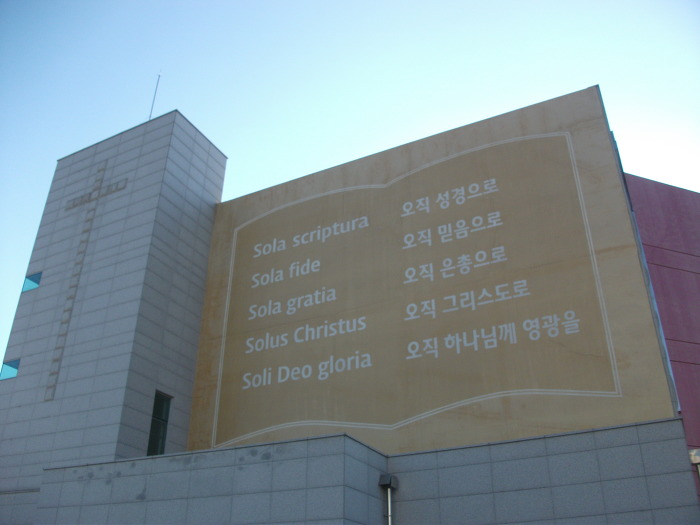 Sola scriptura 오직 성경으로
Sola fide 오직 믿음으로
Sola gratia 오직 은총으로
Solus Christus 오직 그리스도로
Soli Deo gloria 오직 하나님께 영광을